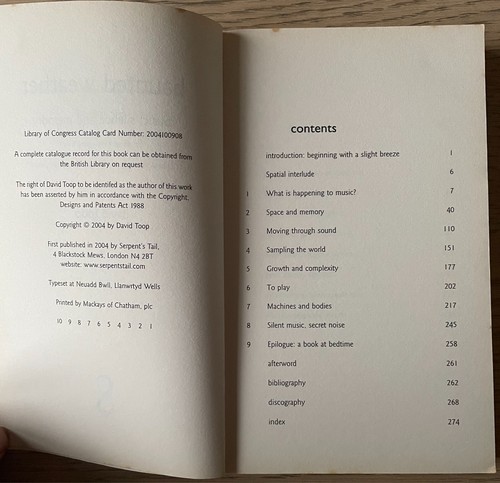 Library of Congress Catalog Card Number: 2004100908
A complete catalogue record for this book can be obtained from
the British Library on request
The right of David Toop to be identifed as the author of this work
has been asserted by him in accordance with the Copyright,
Designs and Patents Act 1988
Copyright © 2004 by David Toop
First published in 2004 by Serpent's Tail,
4 Blackstock Mews, London N4 2BT
website: www.serpentstail.com
Typeset at Neuadd Bwll, Llanwrtyd Wells
Printed by Mackays of Chatham, plc
10 9 8 7 6 5 4 3 2 1
contents
introduction: beginning with a slight breeze 1
Spatial interlude 6
1 What is happening to music? 7
2 Space and memory 40
3 Moving through sound 110
4 Sampling the world 151
5 Growth and complexity 177
6 To play 202
7 Machines and bodies 217
8 Silent music, secret noise 245
9 Epilogue: a book at bedtime 258
afterword 261
bibliography 262
discography 268
index 274